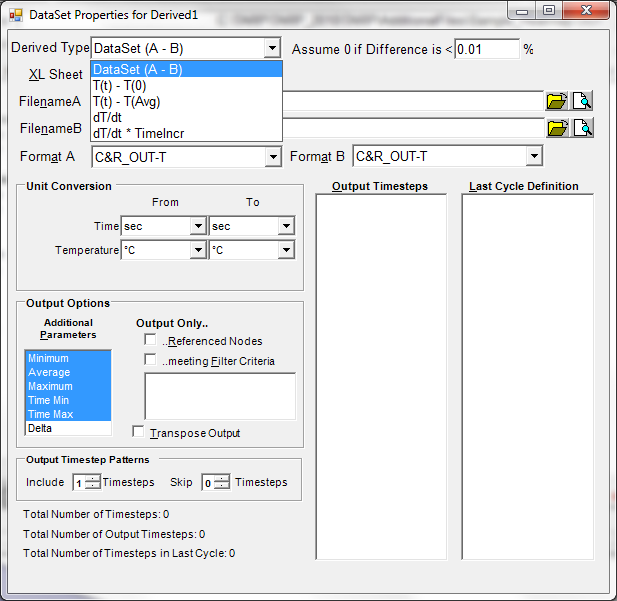 DataSet Properties for Derived1
Derived Type DataSet (A - B) Assume 0 if Difference is < 0.01 %
DataSet (A - B)
T(t) - T(0)
T(t) - T(Avg)
dT/dt
dT/dt * TimeIncr
XL Sheet
FilenameA
FilenameB
Format A C&R_OUT-T Format B C&R_OUT-T
Unit Conversion
From To
Time sec sec
Temperature °C °C
Output Options
Additional Parameters
Minimum
Average
Maximum
Time Min
Time Max
Delta
Output Only..
..Referenced Nodes
..meeting Filter Criteria
Transpose Output
Output Timestep Patterns
Include 1 Timesteps Skip 0 Timesteps
Total Number of Timesteps: 0
Total Number of Output Timesteps: 0
Total Number of Timesteps in Last Cycle: 0
Output Timesteps
Last Cycle Definition